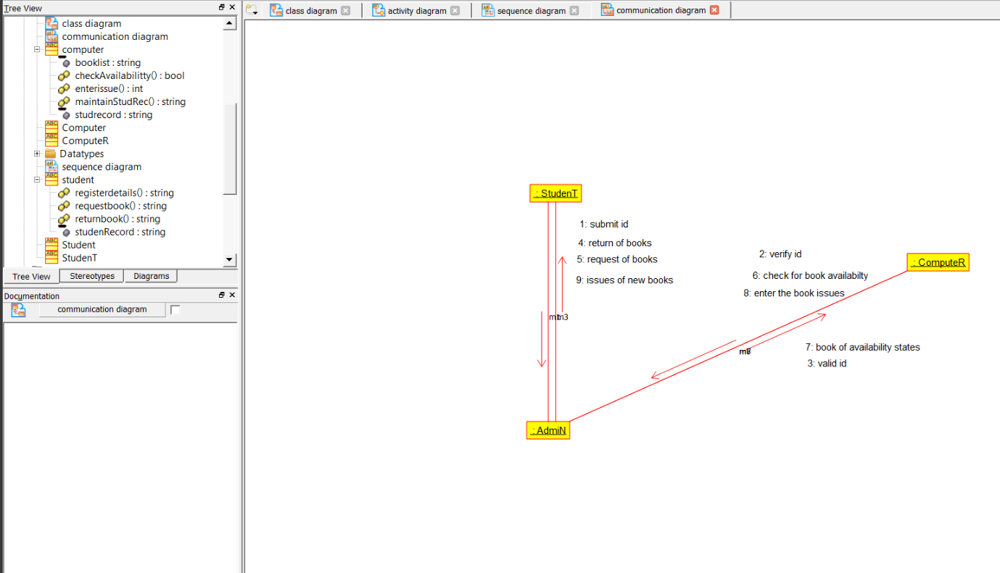 Tree View
class diagram
activity diagram
sequence diagram
communication diagram
class diagram
communication diagram
computer
booklist : string
checkAvailabilitty() : bool
enterissue() : int
maintainStudRec() : string
studrecord : string
Computer
ComputeR
Datatypes
sequence diagram
student
registerdetails() : string
requestbook() : string
returnbook() : string
studenRecord : string
Student
StudenT
Tree View
Stereotypes
Diagrams
Documentation
communication diagram
: StudenT
1: submit id
4: return of books
5: request of books
9: issues of new books
2: verify id
6: check for book availabilty
8: enter the book issues
: ComputeR
7: book of availability states
3: valid id
: AdmiN